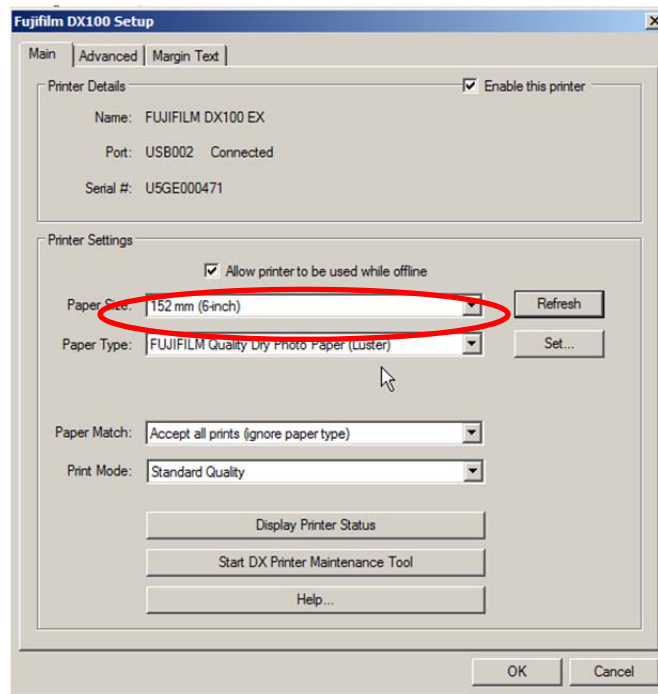 Fujifilm DX100 Setup
Main Advanced Margin Text
Printer Details
Enable this printer
Name: FUJIFILM DX100 EX
Port: USB002 Connected
Serial #: U5GE000471
Printer Settings
Allow printer to be used while offline
Paper Size: 152 mm (6-inch) Refresh
Paper Type: FUJIFILM Quality Dry Photo Paper (Luster) Set...
Paper Match: Accept all prints (ignore paper type)
Print Mode: Standard Quality
Display Printer Status
Start DX Printer Maintenance Tool
Help...
OK Cancel